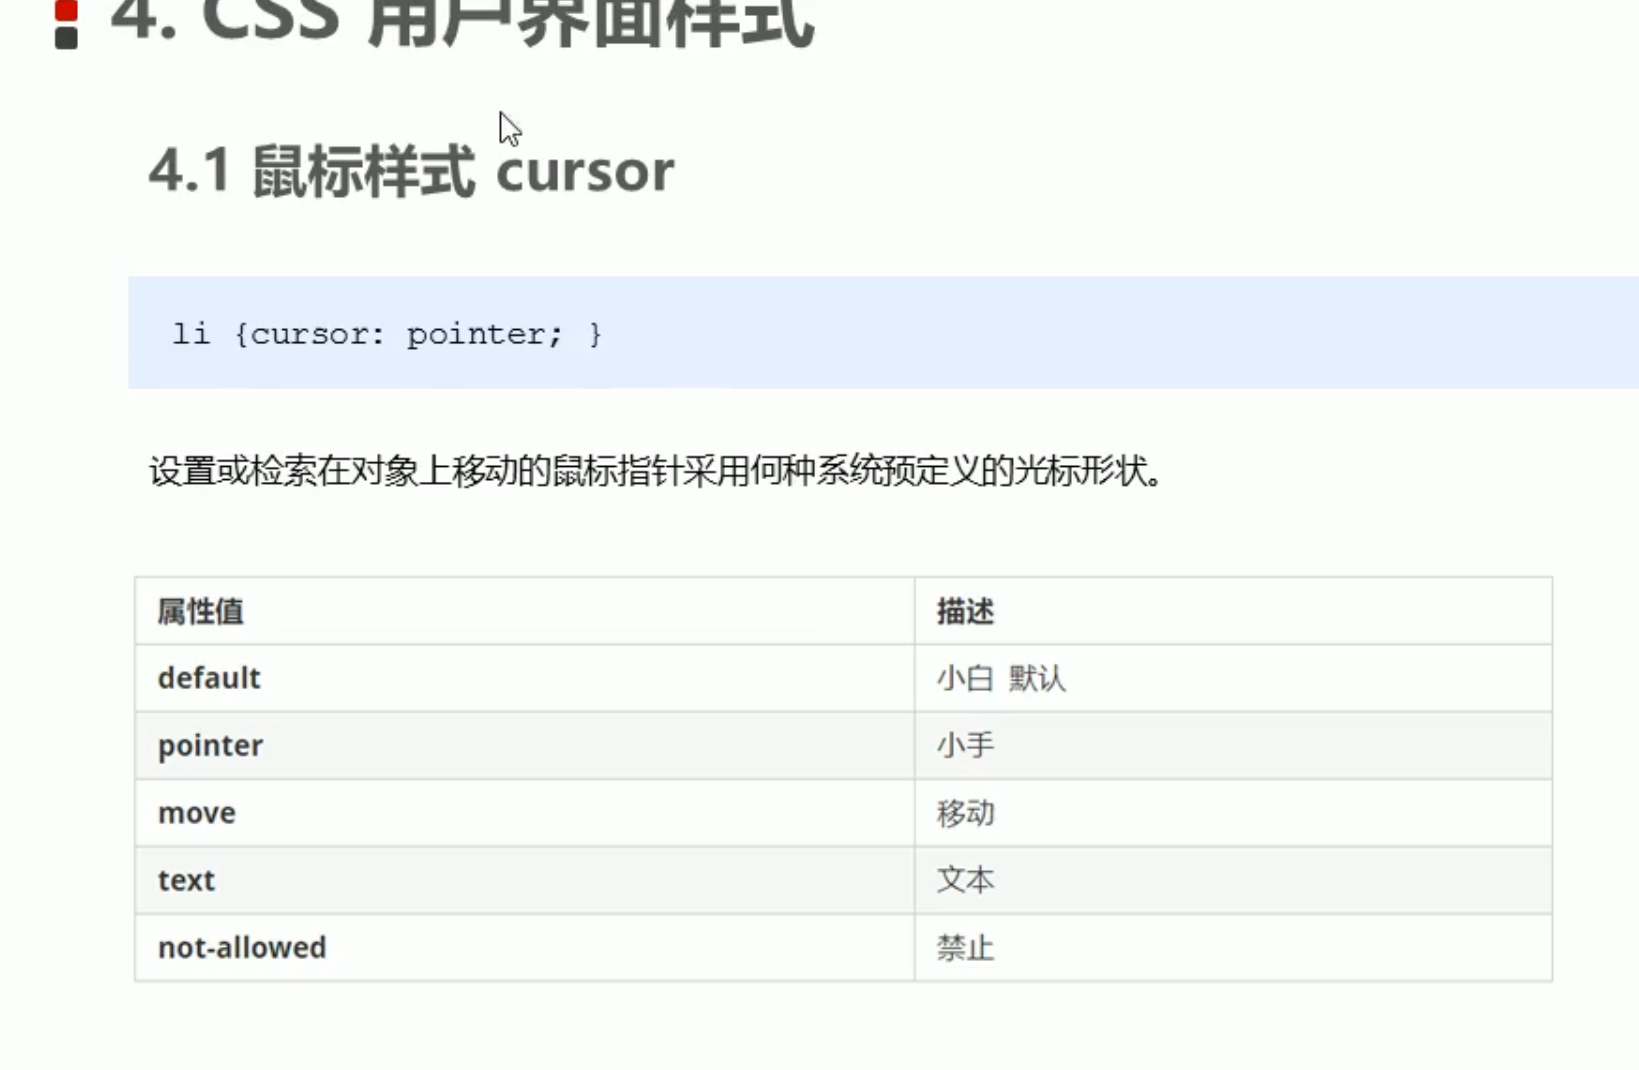 4. CSS 用户界面样式
4.1 鼠标样式 cursor
li {cursor: pointer; }
设置或检索在对象上移动的鼠标指针采用何种系统预定义的光标形状。
属性值 描述
default 小白 默认
pointer 小手
move 移动
text 文本
not-allowed 禁止